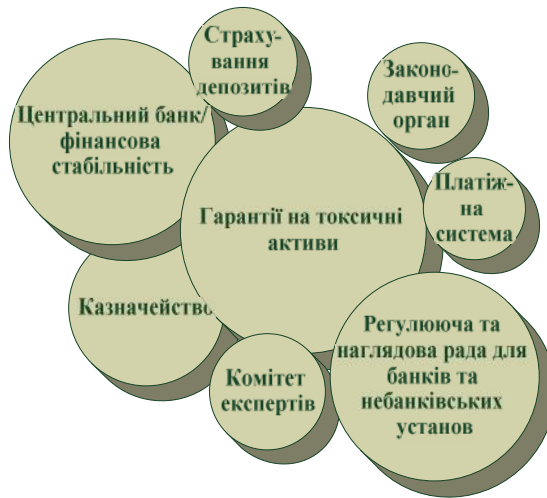 Страху-
вання
депозитів
Законо-
давчий
орган
Центральний банк/
фінансова
стабільність
Платіж-
на
система
Гарантії на токсичні
активи
Казначейство
Регулююча та
наглядова рада для
банків та
небанківських
установ
Комітет
експертів